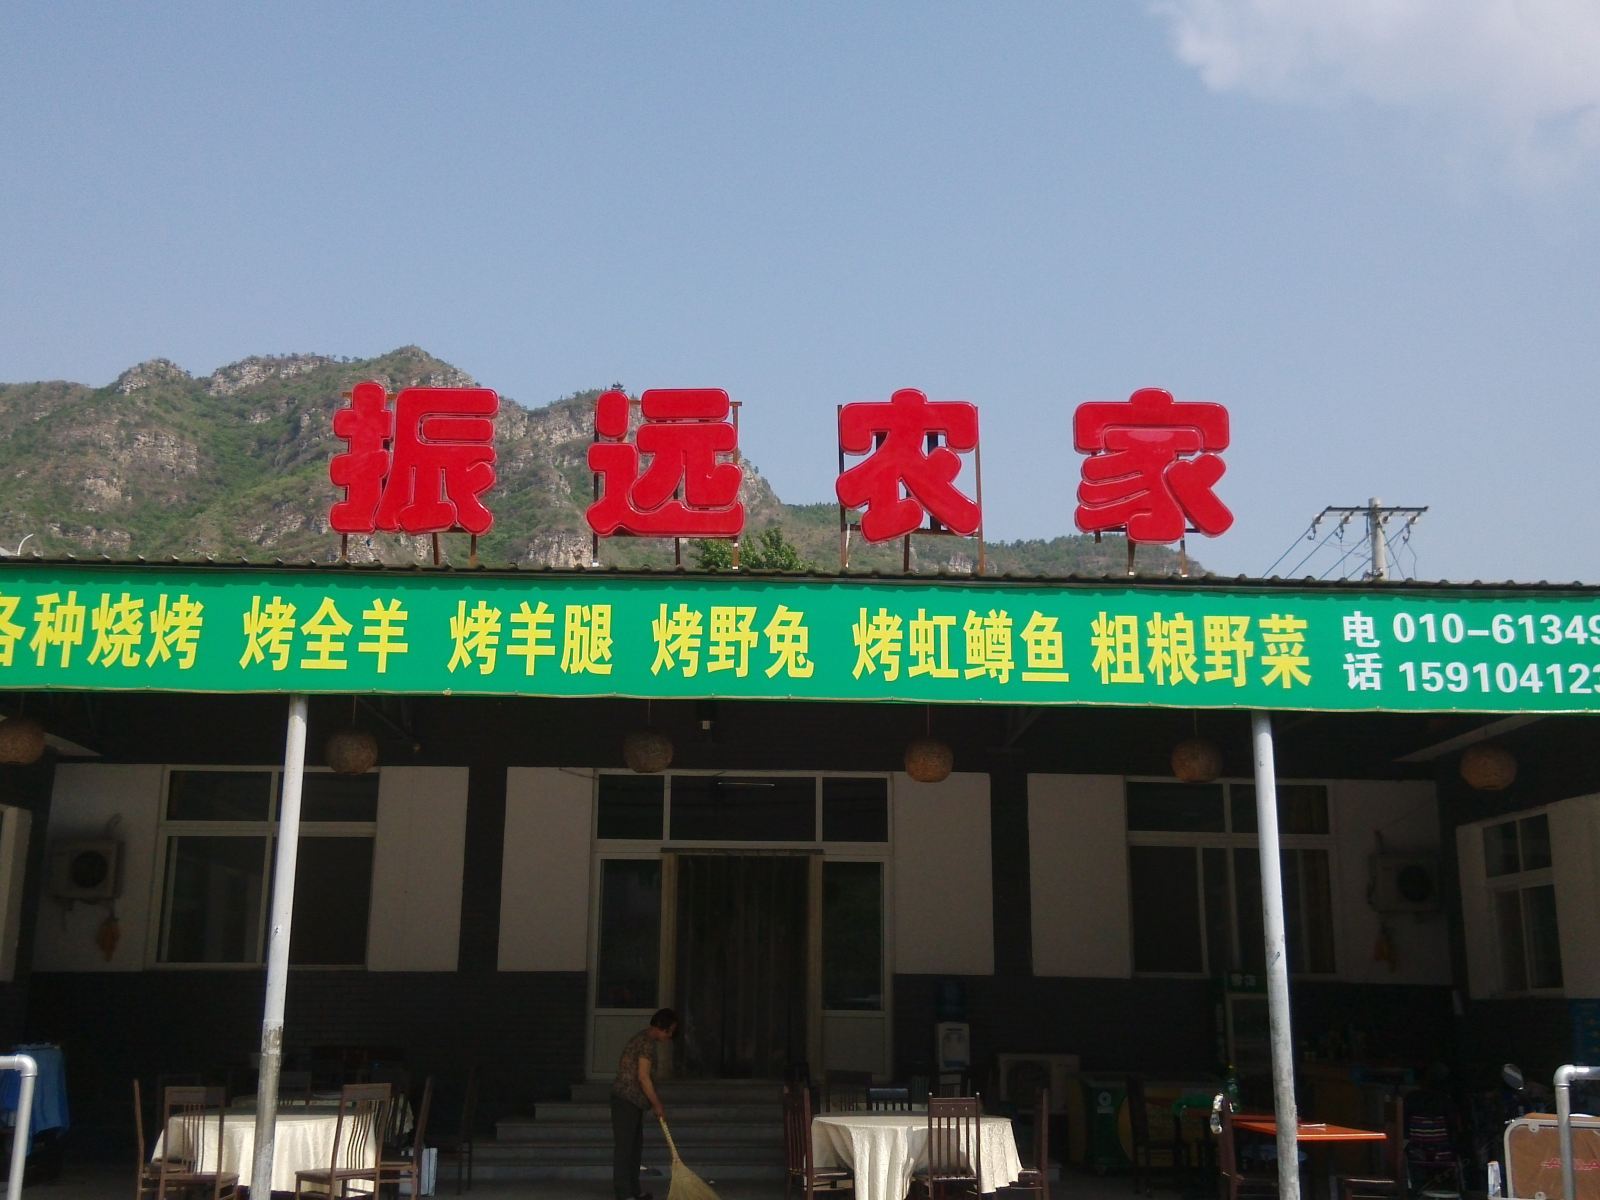 振远农家
各种烧烤 烤全羊 烤羊腿 烤野兔 烤虹鳟鱼 粗粮野菜
电话 010-61349
159104123